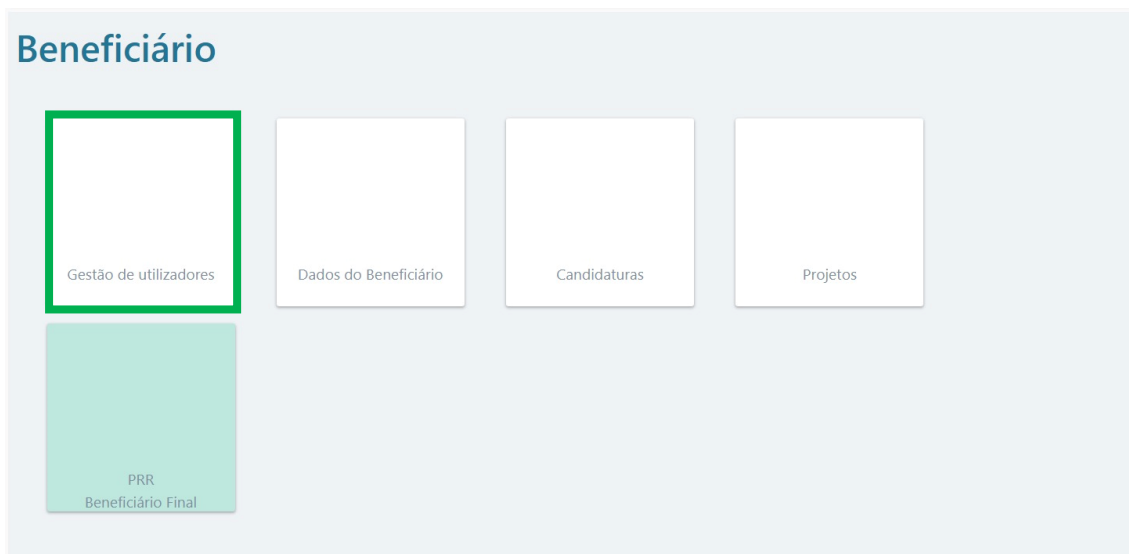 Beneficiário
Gestão de utilizadores
Dados do Beneficiário
Candidaturas
Projetos
PRR
Beneficiário Final